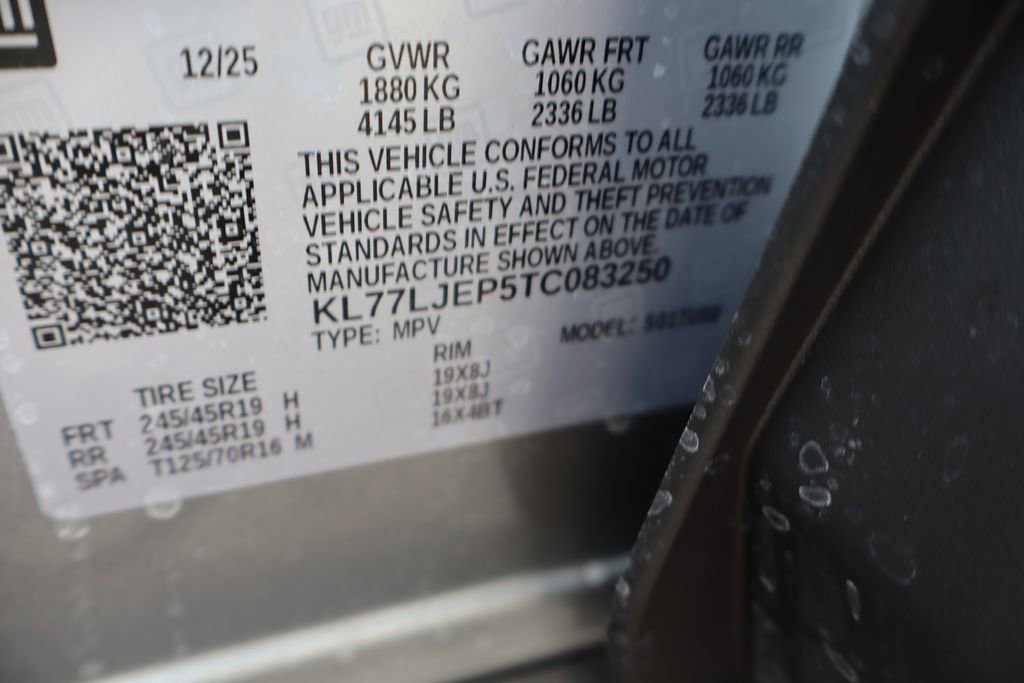 gm
12/25
GVWR GAWR FRT GAWR RR
1880 KG 1060 KG 1060 KG
4145 LB 2336 LB 2336 LB
THIS VEHICLE CONFORMS TO ALL
APPLICABLE U.S. FEDERAL MOTOR
VEHICLE SAFETY AND THEFT PREVENTION
STANDARDS IN EFFECT ON THE DATE OF
MANUFACTURE SHOWN ABOVE.
KL77LJEP5TC083250
TYPE: MPV MODEL:
TIRE SIZE RIM
FRT 245/45R19 H 19X8J
RR 245/45R19 H 19X8J
SPA T125/70R16 M 16X4BT